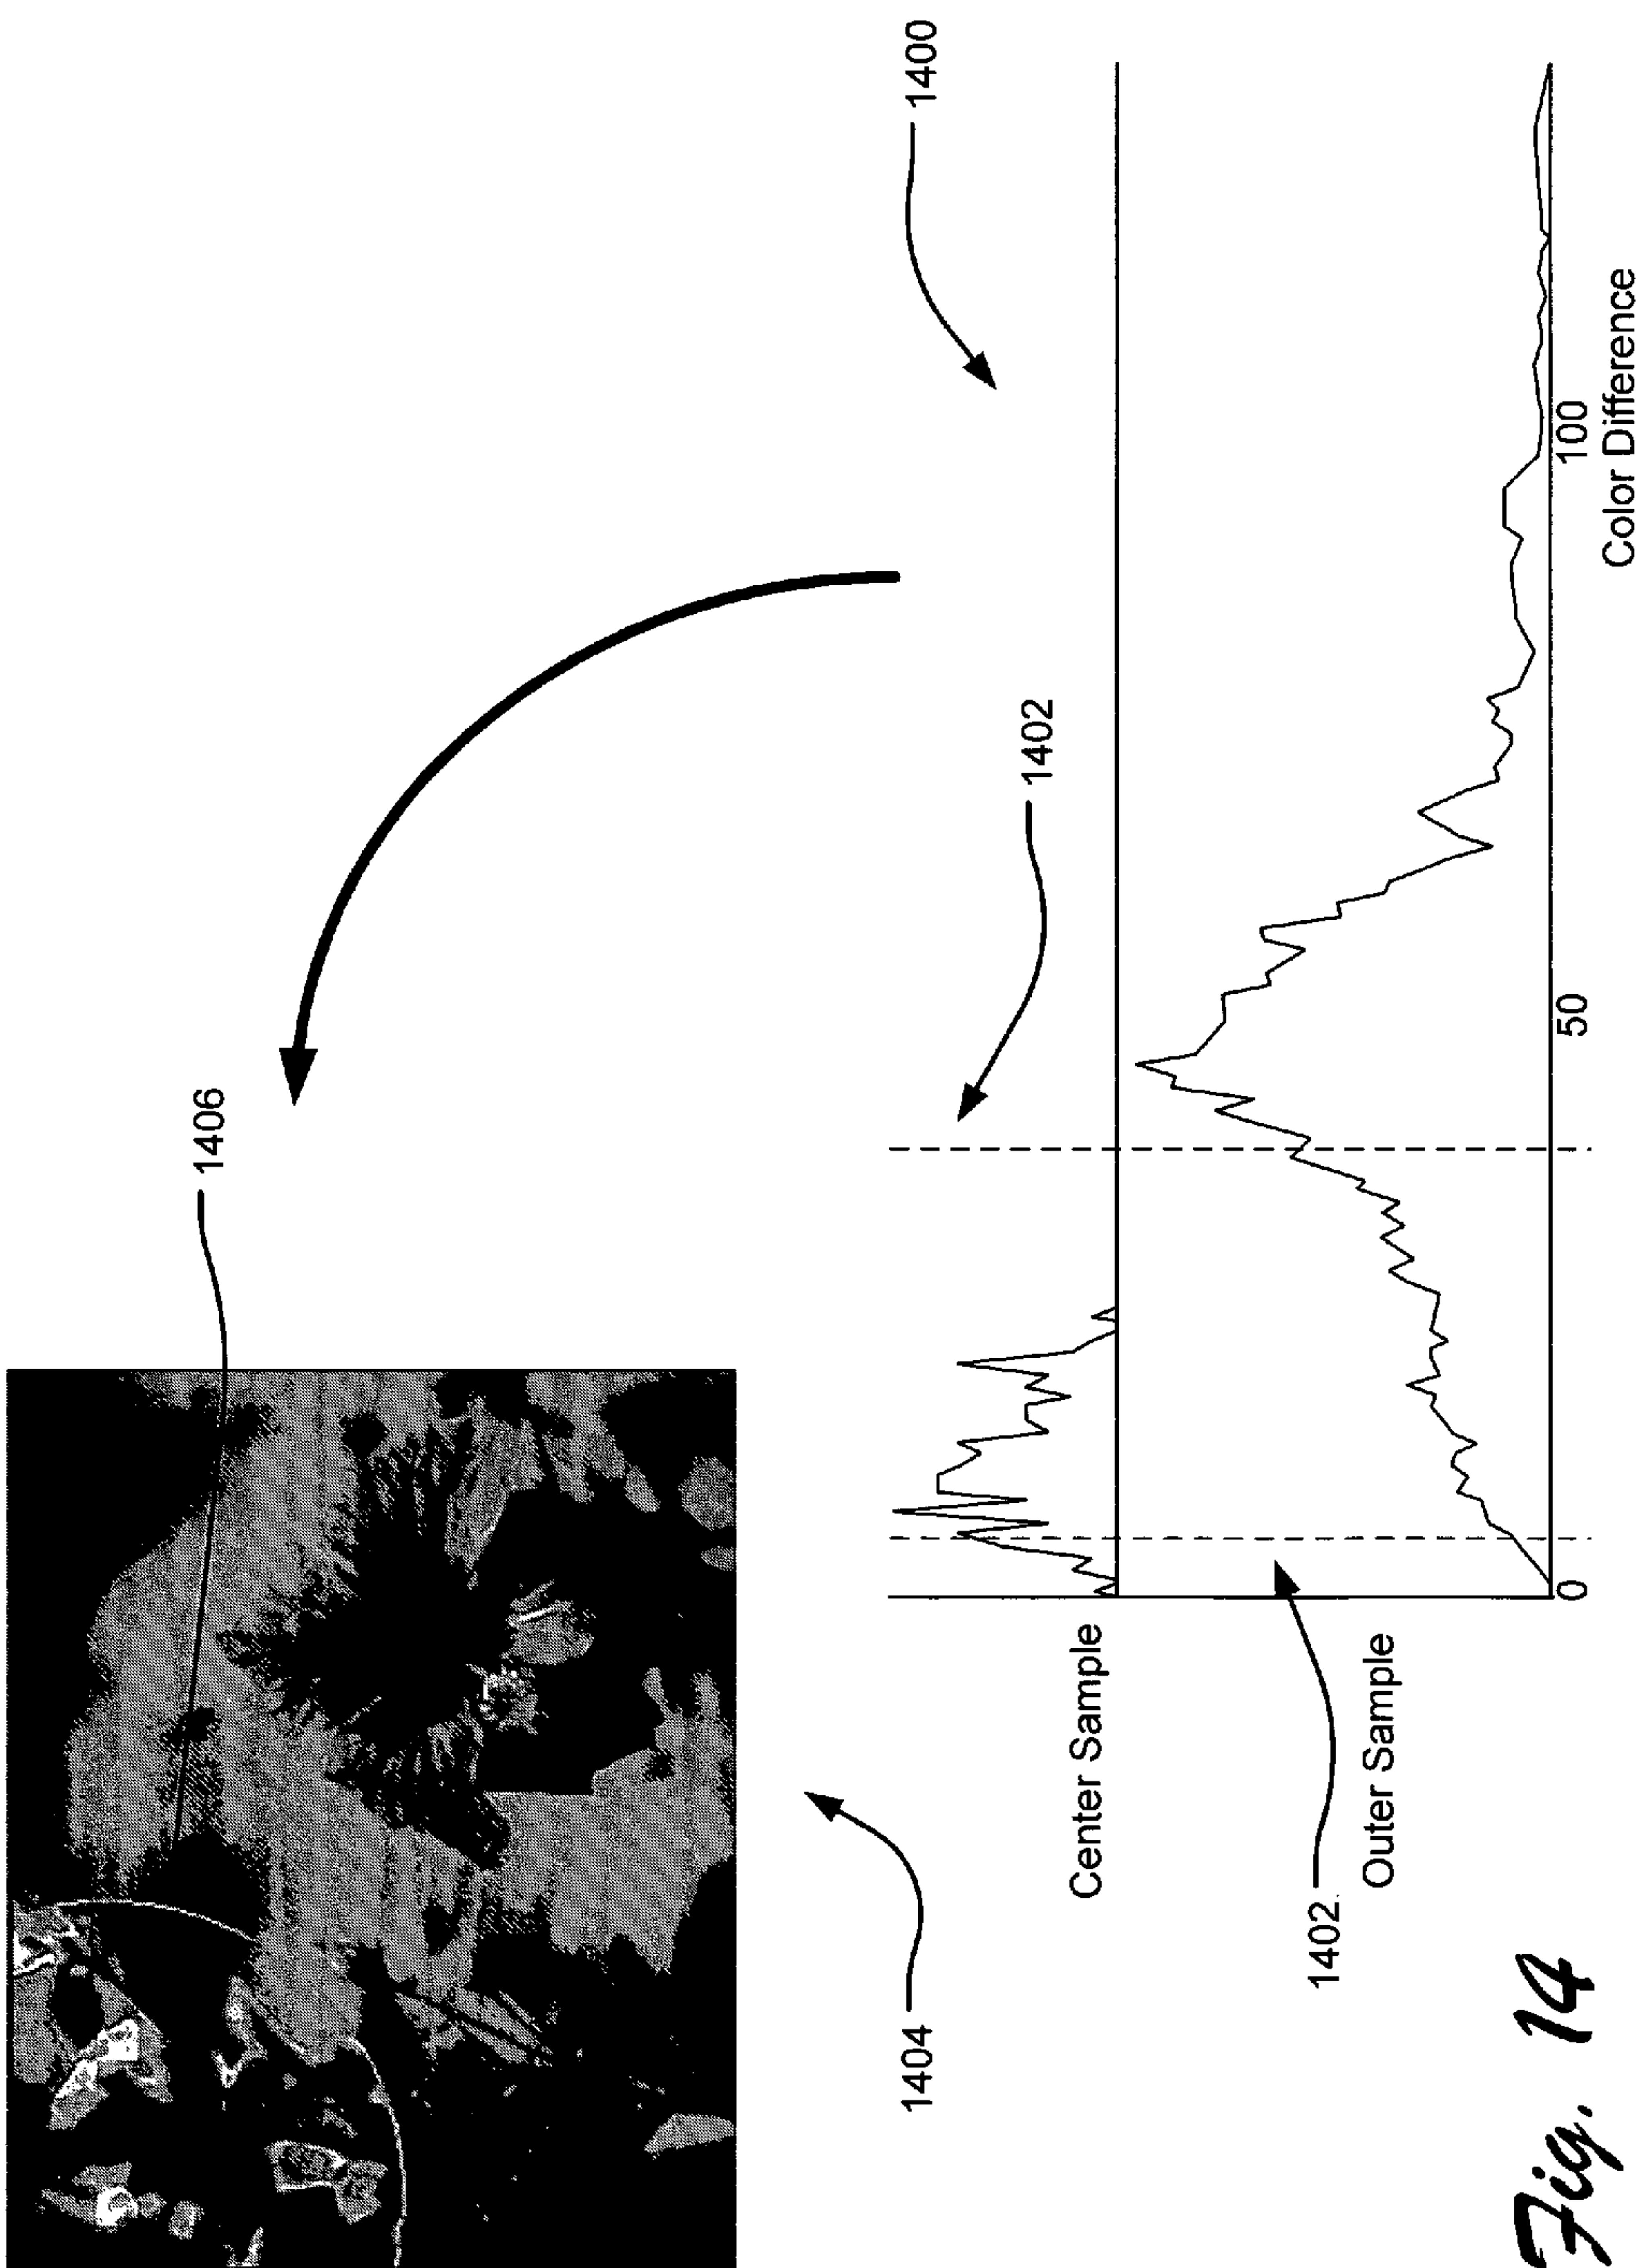 1406
1404
1400
1402
Center Sample
1402
Outer Sample
0
50
100
Color Difference
Fig. 14